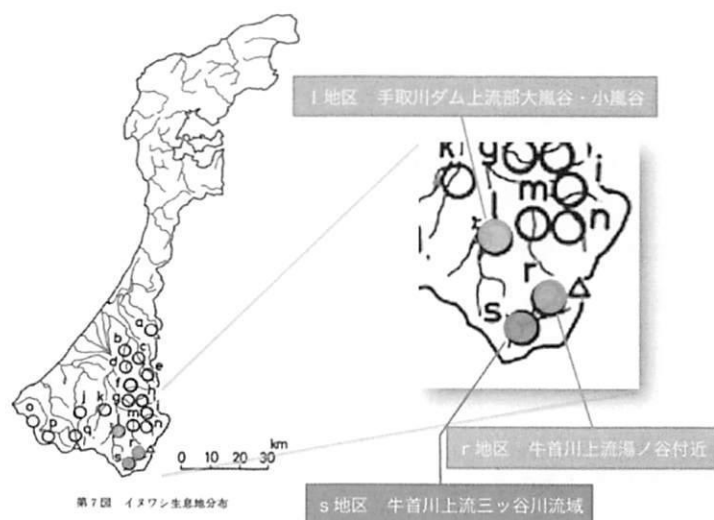 l 地区　手取川ダム上流部大嵐谷・小嵐谷
k
g
i
m
l
n
r
s
a
b
c
d
e
f
g
h
j
k
m
l
n
o
p
q
r
s
0 10 20 30 km
r 地区　牛首川上流湯ノ谷付近
s 地区　牛首川上流三ッ谷川流域
第7図　イヌワシ生息地分布